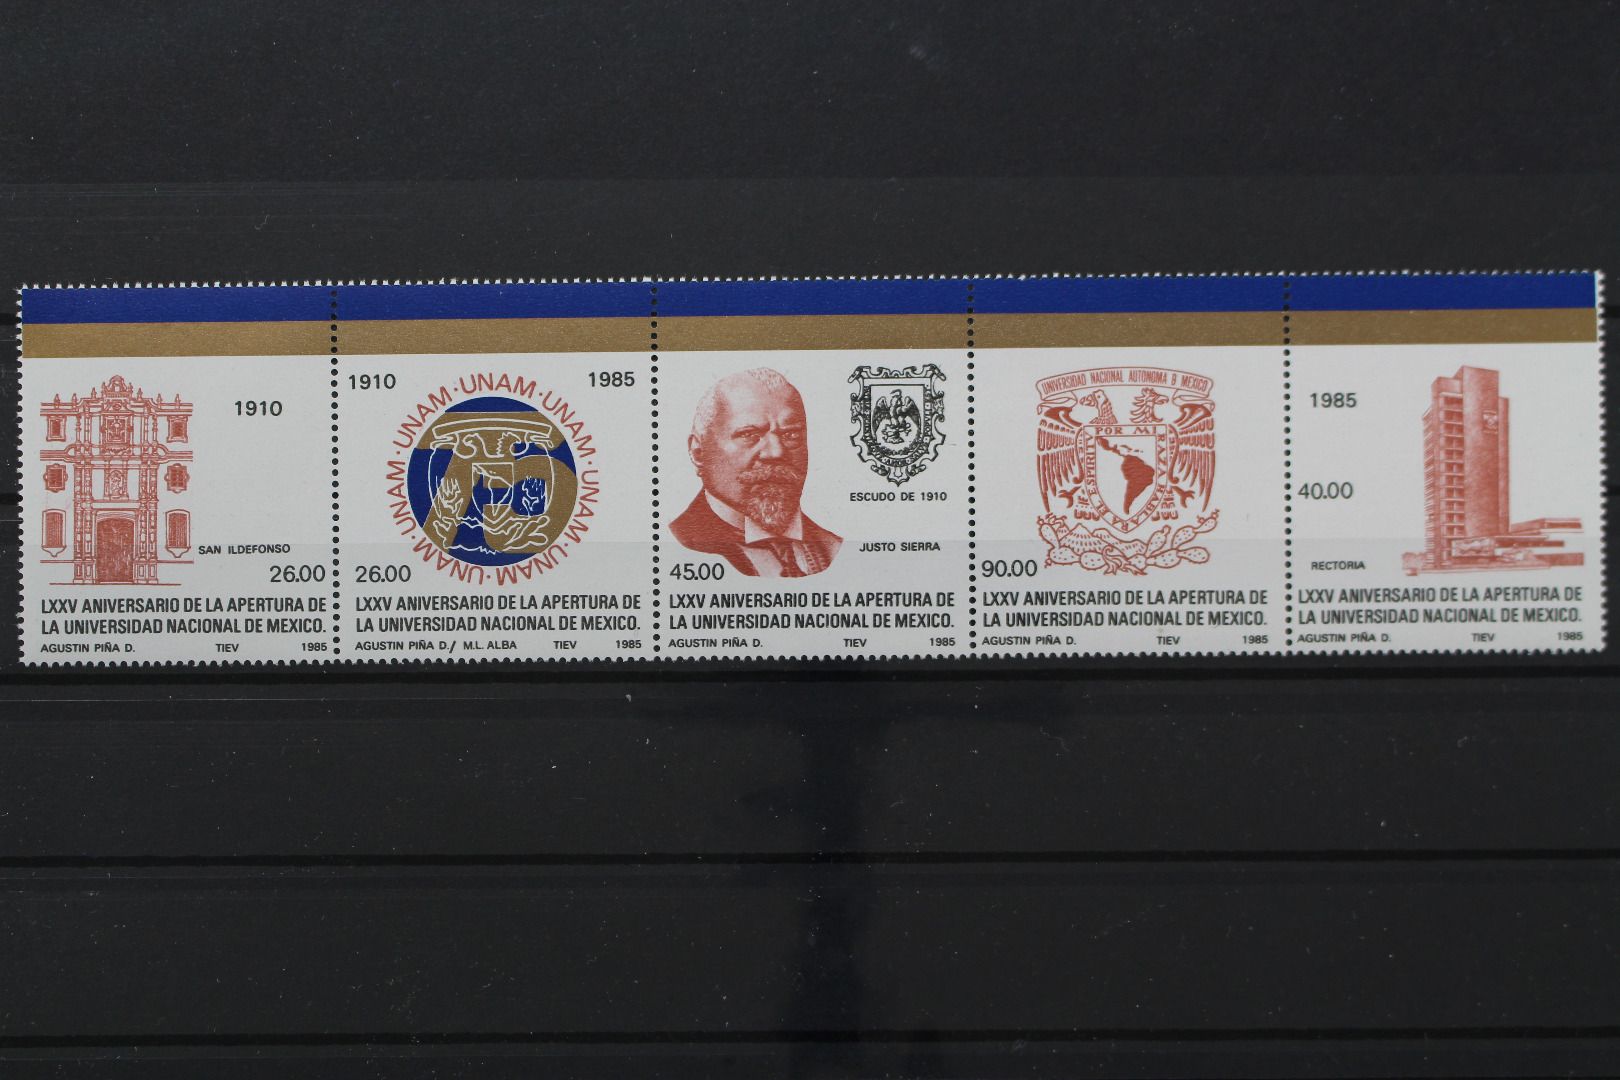 1910
SAN ILDEFONSO
26.00
LXXV ANIVERSARIO DE LA APERTURA DE
LA UNIVERSIDAD NACIONAL DE MEXICO.
AGUSTIN PIÑA D. TIEV 1985
1910 1985
UNAM · UNAM · UNAM · UNAM · UNAM · UNAM · UNAM · UNAM ·
26.00
LXXV ANIVERSARIO DE LA APERTURA DE
LA UNIVERSIDAD NACIONAL DE MEXICO.
AGUSTIN PIÑA D./ M.L. ALBA TIEV 1985
ESCUDO DE 1910
JUSTO SIERRA
45.00
LXXV ANIVERSARIO DE LA APERTURA DE
LA UNIVERSIDAD NACIONAL DE MEXICO.
AGUSTIN PIÑA D. TIEV 1985
UNIVERSIDAD NACIONAL AUTONOMA D MEXICO
POR MI RAZA HABLARA EL ESPIRITU
90.00
LXXV ANIVERSARIO DE LA APERTURA DE
LA UNIVERSIDAD NACIONAL DE MEXICO.
AGUSTIN PIÑA D. TIEV 1985
1985
40.00
RECTORIA
LXXV ANIVERSARIO DE LA APERTURA DE
LA UNIVERSIDAD NACIONAL DE MEXICO.
AGUSTIN PIÑA D. TIEV 1985